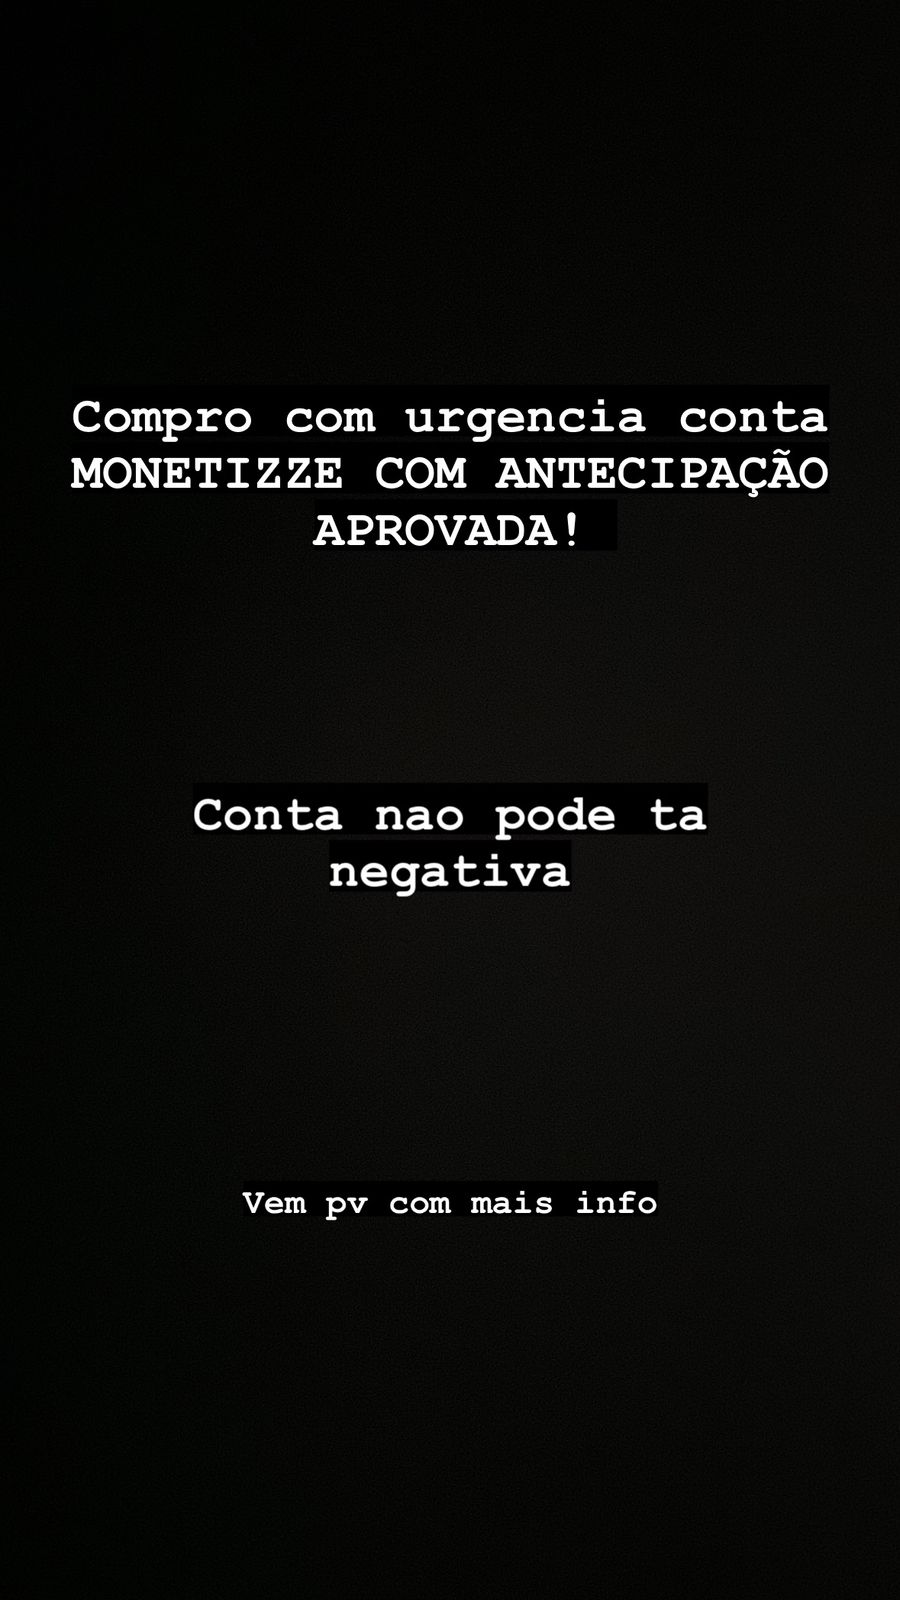 Compro com urgencia conta
MONETIZZE COM ANTECIPAÇÃO
APROVADA!
Conta nao pode ta
negativa
Vem pv com mais info